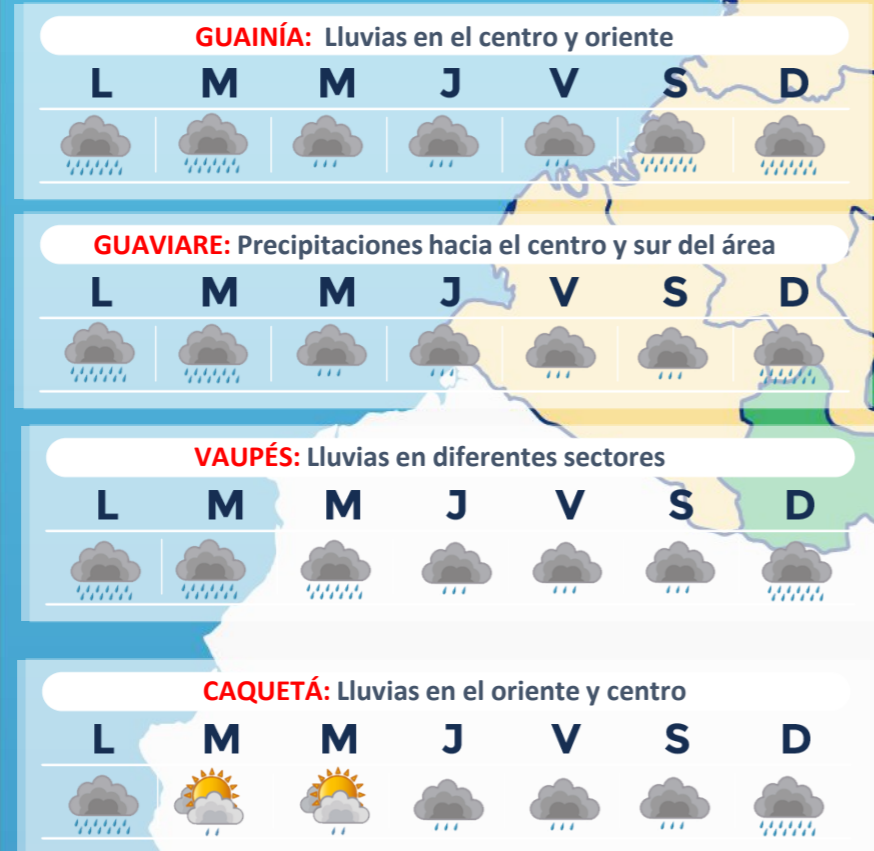 GUAINÍA: Lluvias en el centro y oriente
L M M J V S D
GUAVIARE: Precipitaciones hacia el centro y sur del área
L M M J V S D
VAUPÉS: Lluvias en diferentes sectores
L M M J V S D
CAQUETÁ: Lluvias en el oriente y centro
L M M J V S D